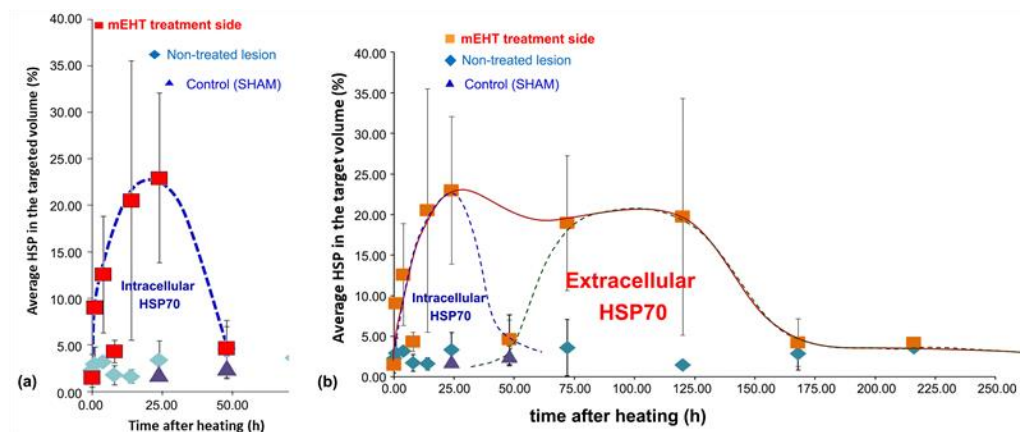 40.00
35.00
30.00
25.00
20.00
15.00
10.00
5.00
0.00
Average HSP in the targeted volume (%)
mEHT treatment side
Non-treated lesion
Control (SHAM)
Intracellular
HSP70
(a)
0.00
25.00
50.00
Time after heating (h)
40.00
35.00
30.00
25.00
20.00
15.00
10.00
5.00
0.00
Average HSP in the target volume (%)
mEHT treatment side
Non-treated lesion
Control (SHAM)
Intracellular
HSP70
Extracellular
HSP70
(b)
0.00
25.00
50.00
75.00
100.00
125.00
150.00
175.00
200.00
225.00
250.00
time after heating (h)